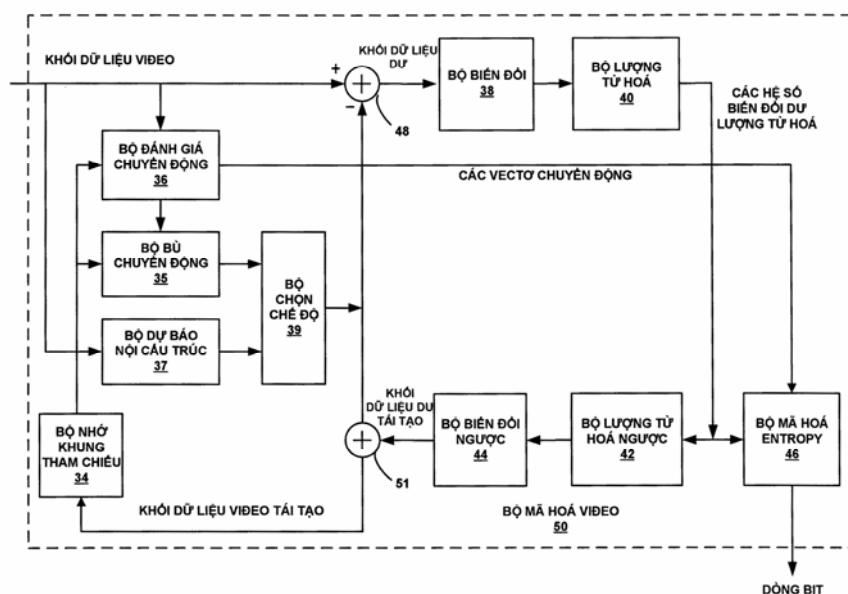 KHỐI DỮ LIỆU VIDEO
+
−
48
KHỐI DỮ LIỆU
DƯ
BỘ BIẾN ĐỔI
38
BỘ LƯỢNG
TỬ HOÁ
40
CÁC HỆ SỐ
BIẾN ĐỔI DƯ
LƯỢNG TỬ HOÁ
BỘ ĐÁNH GIÁ
CHUYỂN ĐỘNG
36
CÁC VECTƠ CHUYỂN ĐỘNG
BỘ BÙ
CHUYỂN ĐỘNG
35
BỘ
CHỌN
CHẾ ĐỘ
39
BỘ DỰ BÁO
NỘI CẤU TRÚC
37
BỘ NHỚ
KHUNG
THAM CHIẾU
34
KHỐI
DỮ LIỆU DƯ
TÁI TẠO
+
51
BỘ BIẾN ĐỔI
NGƯỢC
44
BỘ LƯỢNG TỬ
HOÁ NGƯỢC
42
BỘ MÃ HOÁ
ENTROPY
46
KHỐI DỮ LIỆU VIDEO TÁI TẠO
BỘ MÃ HOÁ VIDEO
50
DÒNG BIT